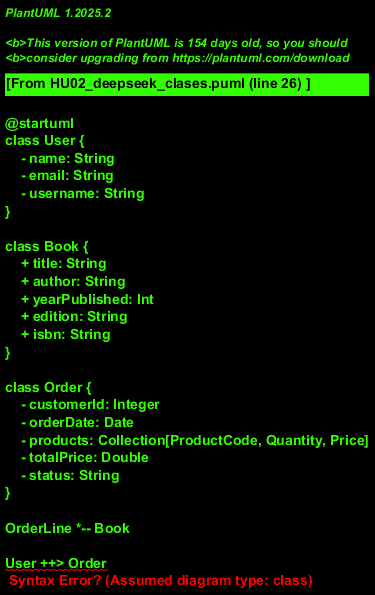 PlantUML 1.2025.2
<b>This version of PlantUML is 154 days old, so you should
<b>consider upgrading from https://plantuml.com/download
[From HU02_deepseek_clases.puml (line 26) ]
@startuml
class User {
- name: String
- email: String
- username: String
}
class Book {
+ title: String
+ author: String
+ yearPublished: Int
+ edition: String
+ isbn: String
}
class Order {
- customerId: Integer
- orderDate: Date
- products: Collection[ProductCode, Quantity, Price]
- totalPrice: Double
- status: String
}
OrderLine *-- Book
User ++> Order
Syntax Error? (Assumed diagram type: class)